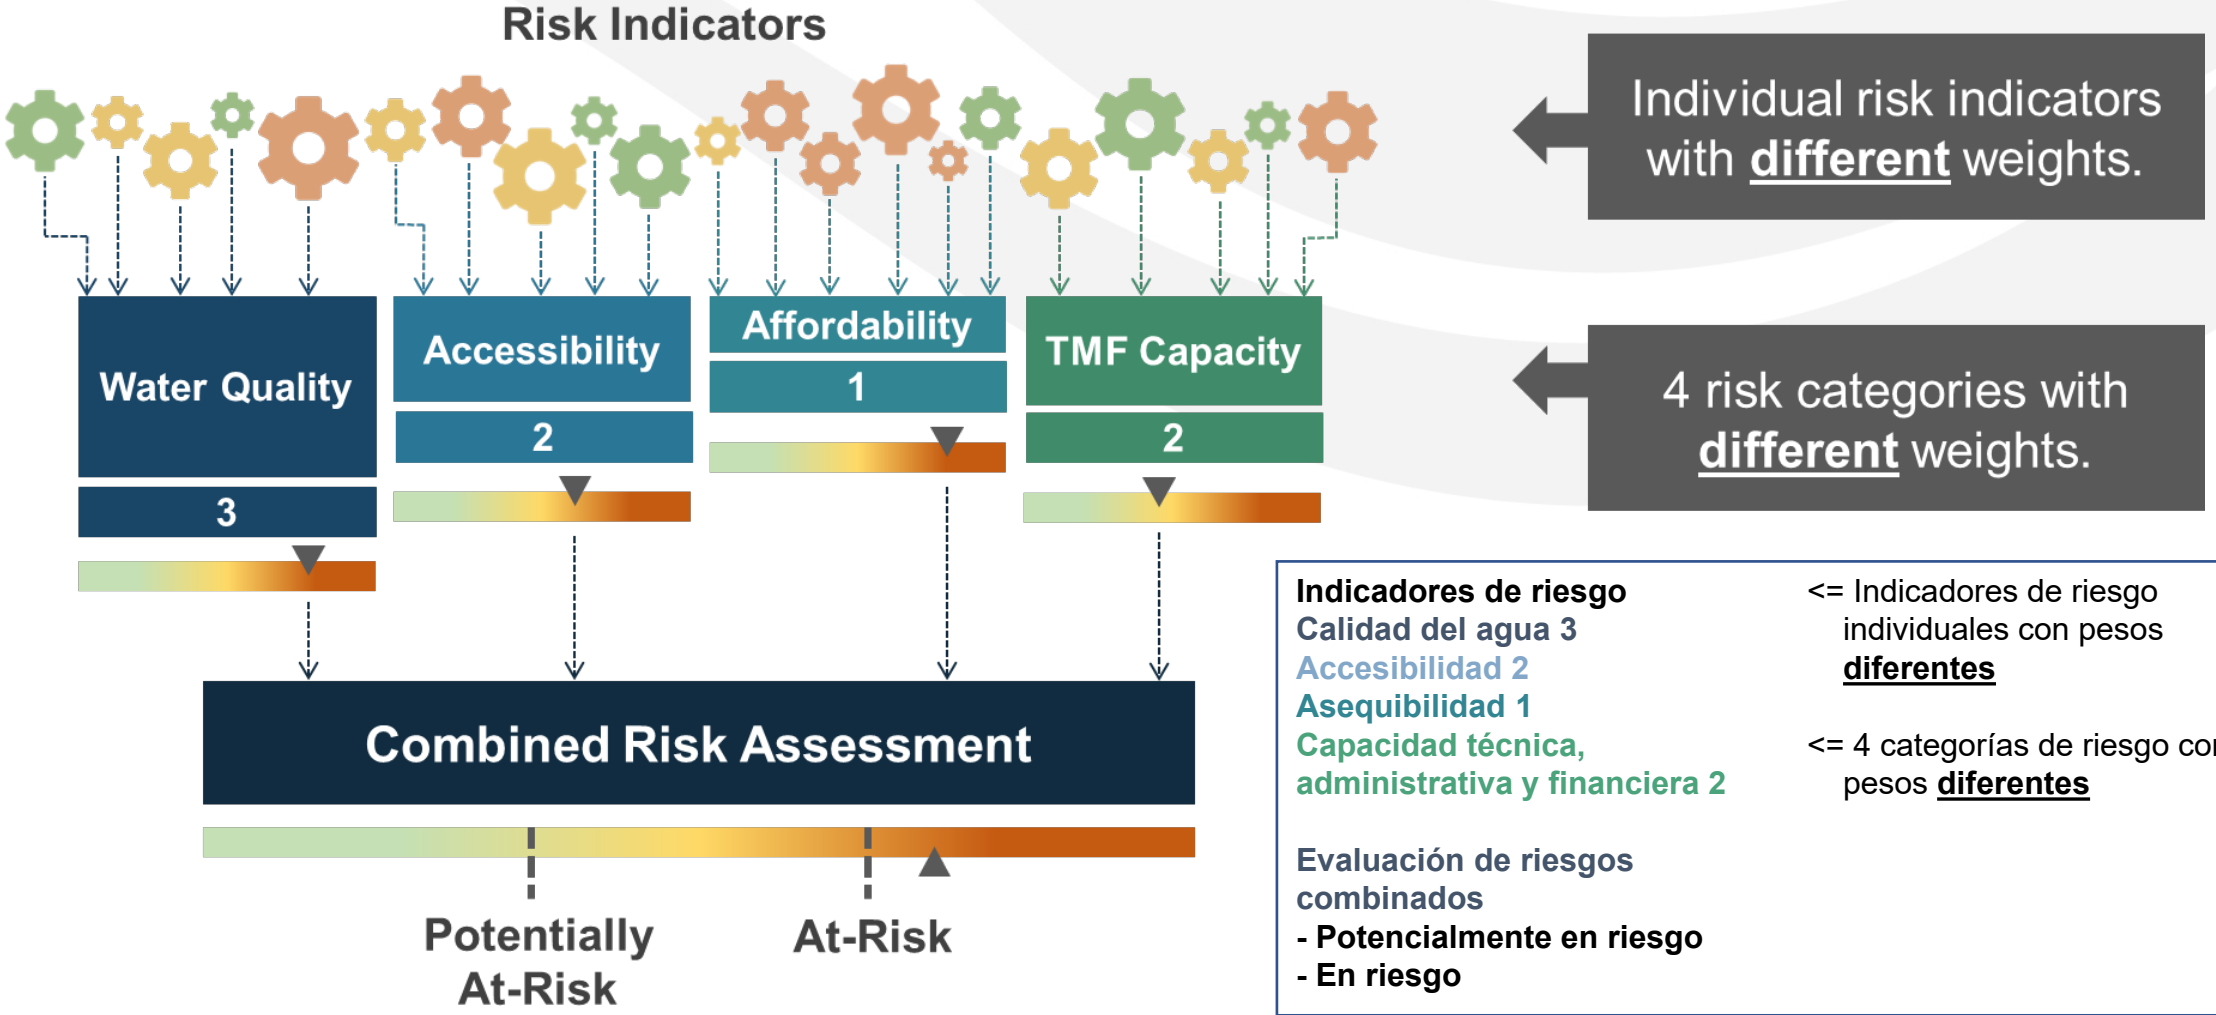 Risk Indicators
Individual risk indicators
with different weights.
Water Quality
3
Accessibility
2
Affordability
1
TMF Capacity
2
4 risk categories with
different weights.
Combined Risk Assessment
Potentially
At-Risk
At-Risk
Indicadores de riesgo
Calidad del agua 3
Accesibilidad 2
Asequibilidad 1
Capacidad técnica,
administrativa y financiera 2
Evaluación de riesgos
combinados
- Potencialmente en riesgo
- En riesgo
<= Indicadores de riesgo
individuales con pesos
diferentes
<= 4 categorías de riesgo con
pesos diferentes